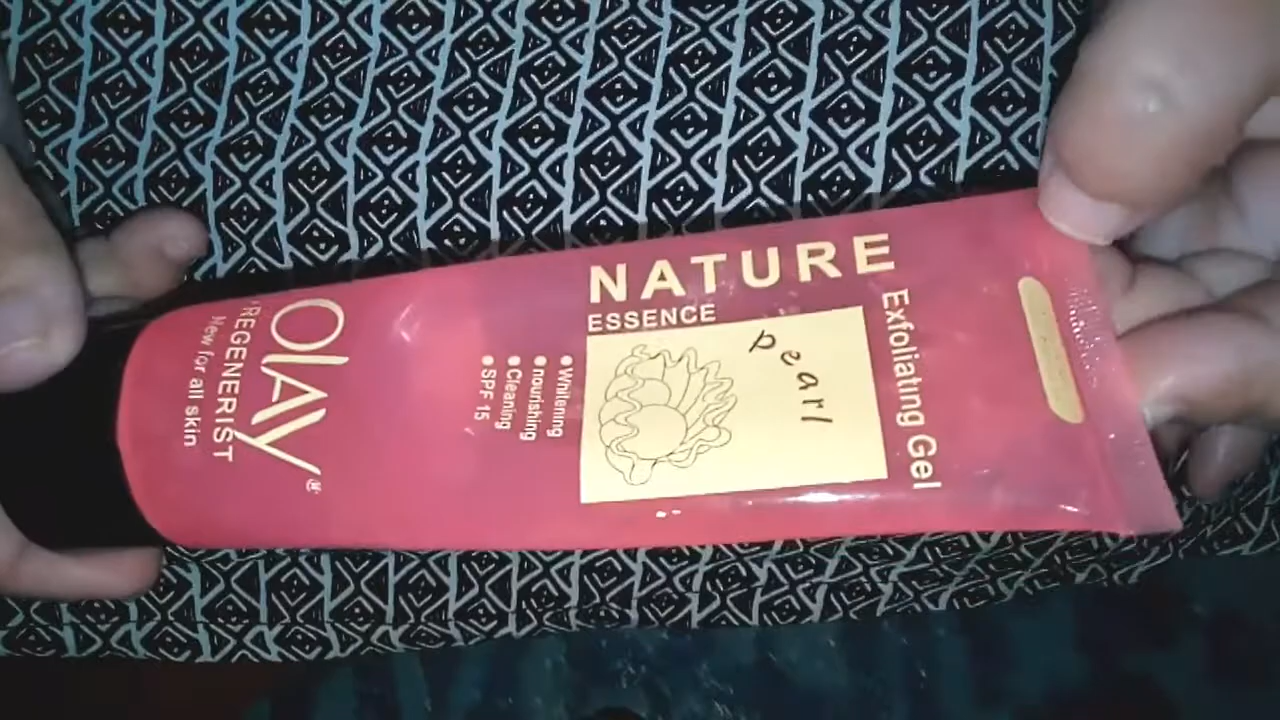 NATURE
ESSENCE
pearl
Exfoliating Gel
● Whitening
● nourishing
● Cleaning
● SPF 15
OLAY®
REGENERIST
New for all skin